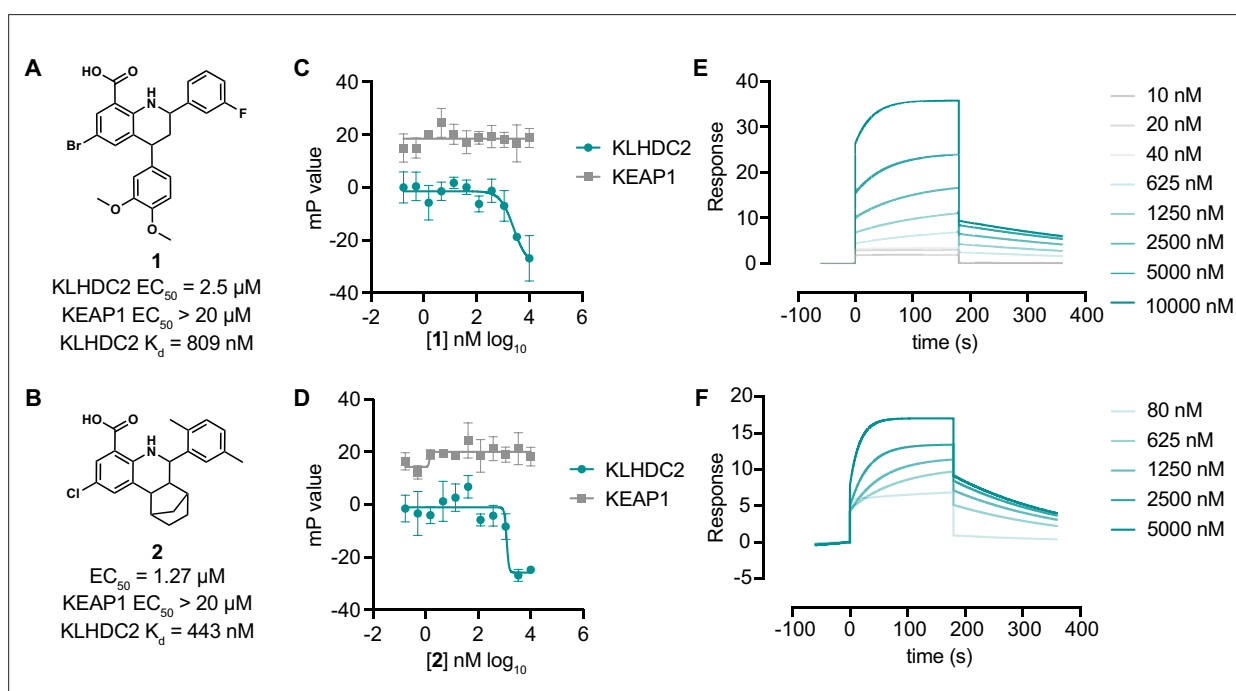 A
HO
O
H
N
F
Br
O
O
1
KLHDC2 EC50 = 2.5 µM
KEAP1 EC50 > 20 µM
KLHDC2 Kd = 809 nM
C
40
20
0
-20
-40
mP value
-2
0
2
4
6
[1] nM log10
KLHDC2
KEAP1
E
40
30
20
10
0
Response
-100
0
100
200
300
400
time (s)
10 nM
20 nM
40 nM
625 nM
1250 nM
2500 nM
5000 nM
10000 nM
B
HO
O
H
N
Cl
2
EC50 = 1.27 µM
KEAP1 EC50 > 20 µM
KLHDC2 Kd = 443 nM
D
40
20
0
-20
-40
mP value
-2
0
2
4
6
[2] nM log10
KLHDC2
KEAP1
F
20
15
10
5
0
-5
Response
-100
0
100
200
300
400
time (s)
80 nM
625 nM
1250 nM
2500 nM
5000 nM